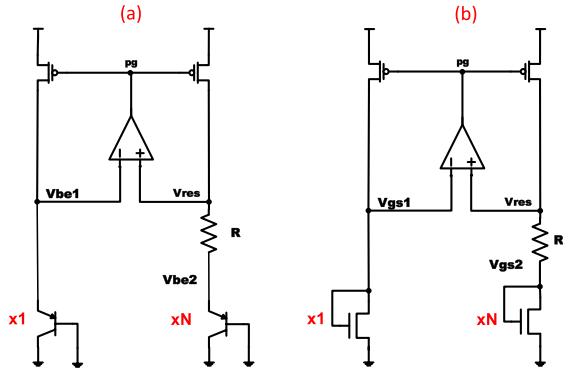 (a)
(b)
pg
pg
- +
- +
Vbe1
Vres
Vgs1
Vres
R
R
Vbe2
Vgs2
x1
xN
x1
xN